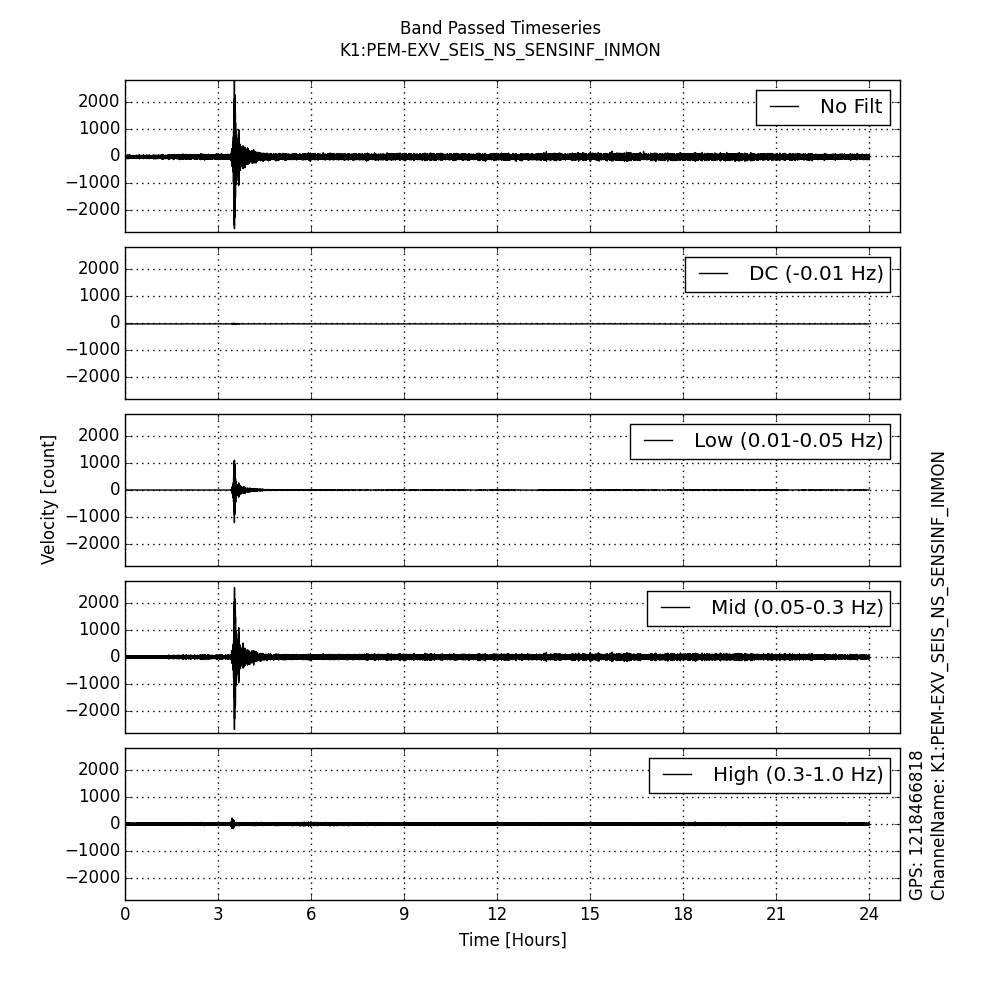 Band Passed Timeseries
K1:PEM-EXV_SEIS_NS_SENSINF_INMON
2000
1000
0
−1000
−2000
No Filt
2000
1000
0
−1000
−2000
DC (-0.01 Hz)
Velocity [count]
2000
1000
0
−1000
−2000
Low (0.01-0.05 Hz)
2000
1000
0
−1000
−2000
Mid (0.05-0.3 Hz)
2000
1000
0
−1000
−2000
High (0.3-1.0 Hz)
0 3 6 9 12 15 18 21 24
Time [Hours]
GPS: 1218466818
ChannelName: K1:PEM-EXV_SEIS_NS_SENSINF_INMON